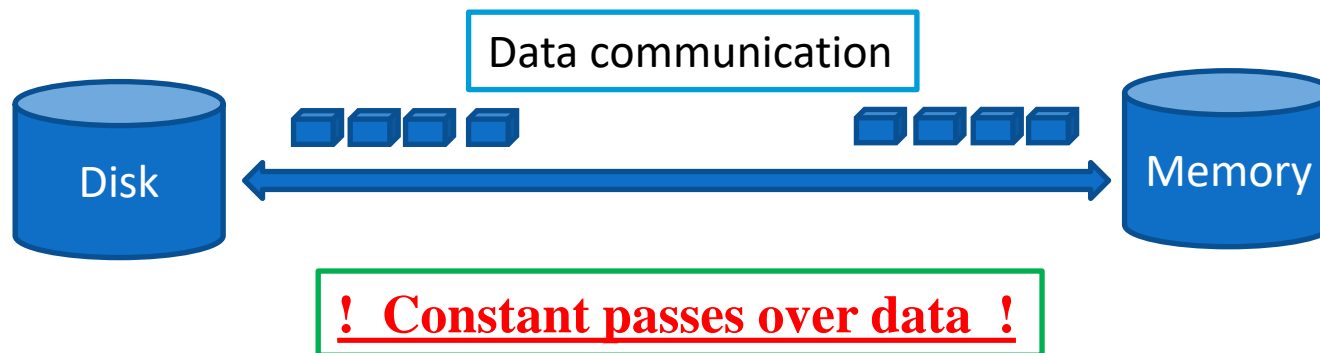 Data communication
Disk
Memory
! Constant passes over data !